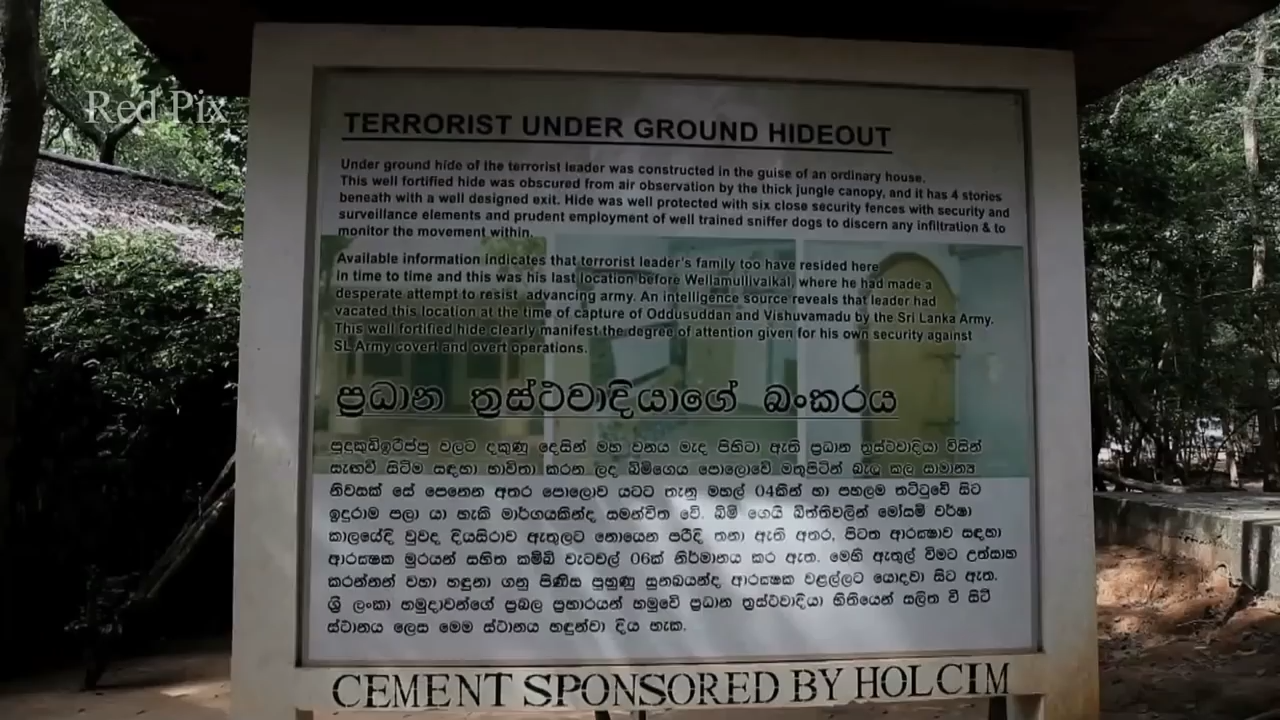 Red Pix
TERRORIST UNDER GROUND HIDEOUT
Under ground hide of the terrorist leader was constructed in the guise of an ordinary house.
This well fortified hide was obscured from air observation by the thick jungle canopy, and it has 4 stories
beneath with a well designed exit. Hide was well protected with six close security fences with security and
surveillance elements and prudent employment of well trained sniffer dogs to discern any infiltration & to
monitor the movement within.
Available information indicates that terrorist leader's family too have resided here
in time to time and this was his last location before Wellamullivaikal, where he had made a
desperate attempt to resist advancing army. An intelligence source reveals that leader had
vacated this location at the time of capture of Oddusuddan and Vishuvamadu by the Sri Lanka Army.
This well fortified hide clearly manifest the degree of attention given for his own security against
SL Army covert and overt operations.
ප්‍රධාන ත්‍රස්ථවාදියාගේ බංකරය
පුදුකුඩිඉරිප්පු වලට දකුණු දෙසින් මහ වනය මැද පිහිටා ඇති ප්‍රධාන ත්‍රස්ථවාදියා විසින්
සැඟවී සිටීම සඳහා භාවිතා කරන ලද බිම්ගෙය පොලොවේ මතුපිටින් බැලූ කල සාමාන්‍ය
නිවසක් සේ පෙනෙන අතර පොලොව යටට තැනූ මහල් 04කින් හා පහලම තට්ටුවේ සිට
ඉදුරාම පලා යා හැකි මාර්ගයකින්ද සමන්විත වේ. බිම් ගෙයි බිත්තිවලින් මෝසම් වර්ෂා
කාලයේදී වුවද දියසිරාව ඇතුලට නොයෙන පරිදි තනා ඇති අතර, පිටත ආරක්‍ෂාව සඳහා
ආරක්‍ෂක මුරයන් සහිත කම්බි වැටවල් 06ක් නිර්මානය කර ඇත. මෙහි ඇතුල් වීමට උත්සාහ
කරන්නන් වහා හඳුනා ගනු පිණිස පුහුණු සුනඛයන්ද ආරක්‍ෂක වළල්ලට යොදවා සිට ඇත.
ශ්‍රී ලංකා හමුදාවන්ගේ ප්‍රබල ප්‍රහාරයන් හමුවේ ප්‍රධාන ත්‍රස්ථවාදියා භීතියෙන් සලිත වී සිටි
ස්ථානය ලෙස මෙම ස්ථානය හඳුන්වා දිය හැක.
CEMENT SPONSORED BY HOLCIM